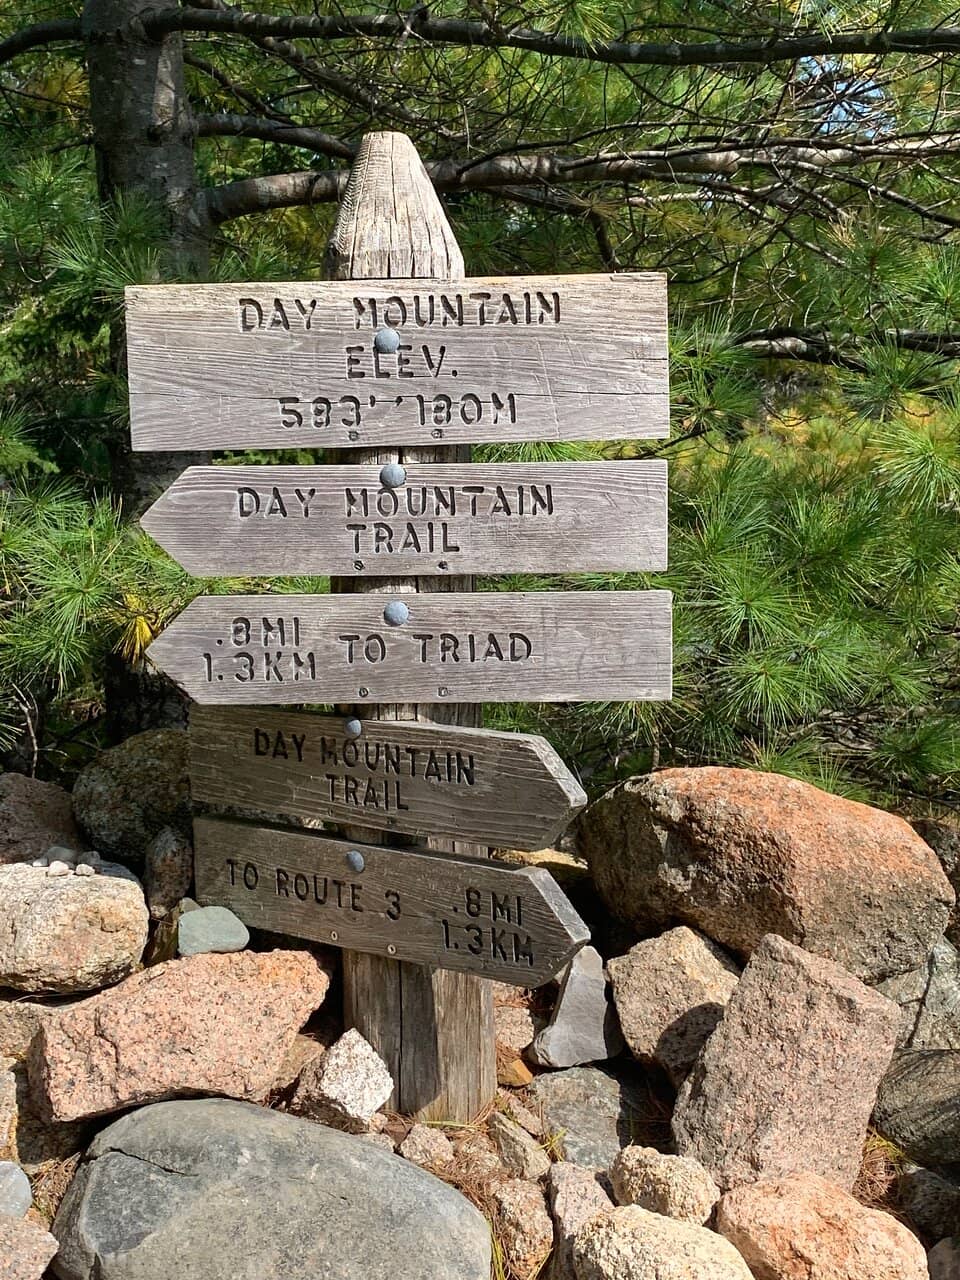 DAY MOUNTAIN
ELEV.
583' 180M
DAY MOUNTAIN
TRAIL
.8MI
1.3KM
TO TRIAD
DAY MOUNTAIN
TRAIL
TO ROUTE 3
.8MI
1.3KM